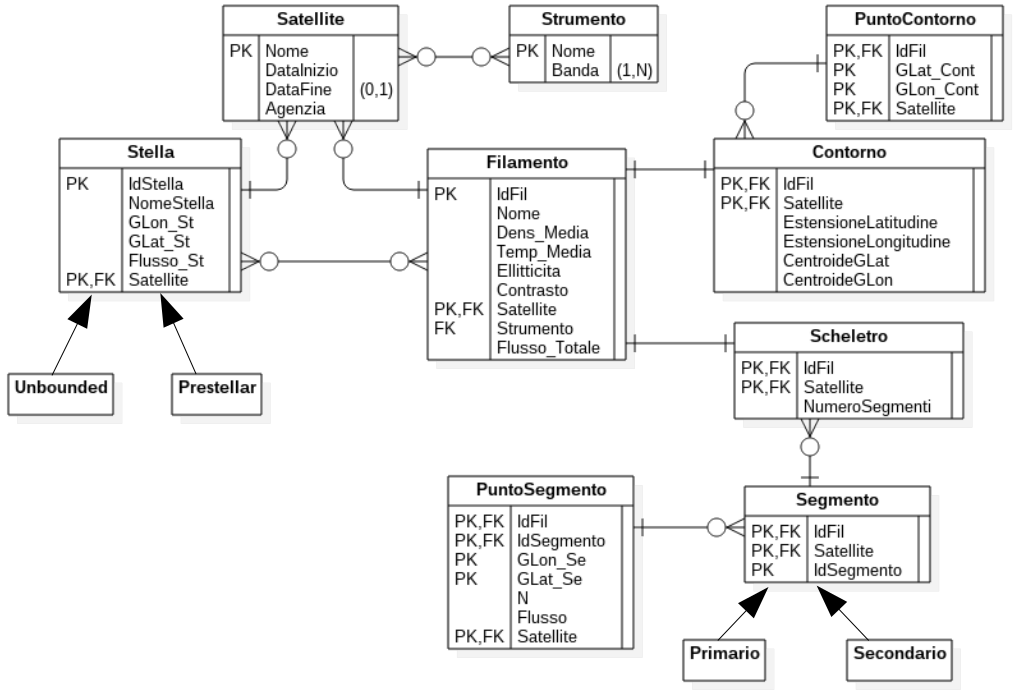 Satellite
PK Nome
DataInizio
DataFine (0,1)
Agenzia
Strumento
PK Nome
Banda (1,N)
PuntoContorno
PK,FK IdFil
PK GLat_Cont
PK GLon_Cont
PK,FK Satellite
Stella
PK IdStella
NomeStella
GLon_St
GLat_St
Flusso_St
PK,FK Satellite
Filamento
PK IdFil
Nome
Dens_Media
Temp_Media
Ellitticita
Contrasto
PK,FK Satellite
FK Strumento
Flusso_Totale
Contorno
PK,FK IdFil
PK,FK Satellite
EstensioneLatitudine
EstensioneLongitudine
CentroideGLat
CentroideGLon
Unbounded
Prestellar
Scheletro
PK,FK IdFil
PK,FK Satellite
NumeroSegmenti
PuntoSegmento
PK,FK IdFil
PK,FK IdSegmento
PK GLon_Se
PK GLat_Se
N
Flusso
PK,FK Satellite
Segmento
PK,FK IdFil
PK,FK Satellite
PK IdSegmento
Primario
Secondario